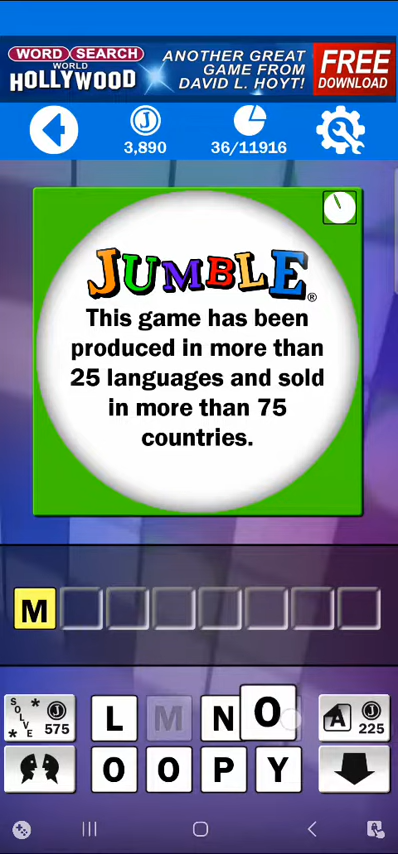 WORD SEARCH
WORLD
HOLLYWOOD
ANOTHER GREAT
GAME FROM
DAVID L. HOYT!
FREE
DOWNLOAD
J
3,890
36/11916
JUMBLE®
This game has been
produced in more than
25 languages and sold
in more than 75
countries.
M
SOLVE
J
575
L M N O
A
J
225
O O P Y